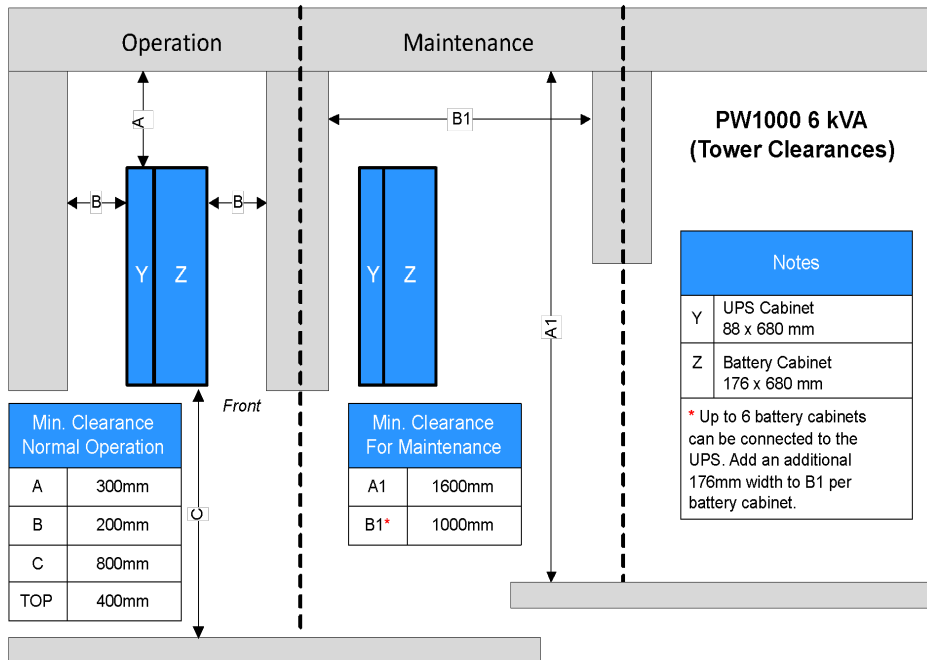 Operation
Maintenance
A
B1
PW1000 6 kVA
(Tower Clearances)
B
B
Y
Z
Y
Z
A1
Notes
Y
UPS Cabinet
88 x 680 mm
Z
Battery Cabinet
176 x 680 mm
* Up to 6 battery cabinets
can be connected to the
UPS. Add an additional
176mm width to B1 per
battery cabinet.
Front
C
Min. Clearance
Normal Operation
A 300mm
B 200mm
C 800mm
TOP 400mm
Min. Clearance
For Maintenance
A1 1600mm
B1* 1000mm